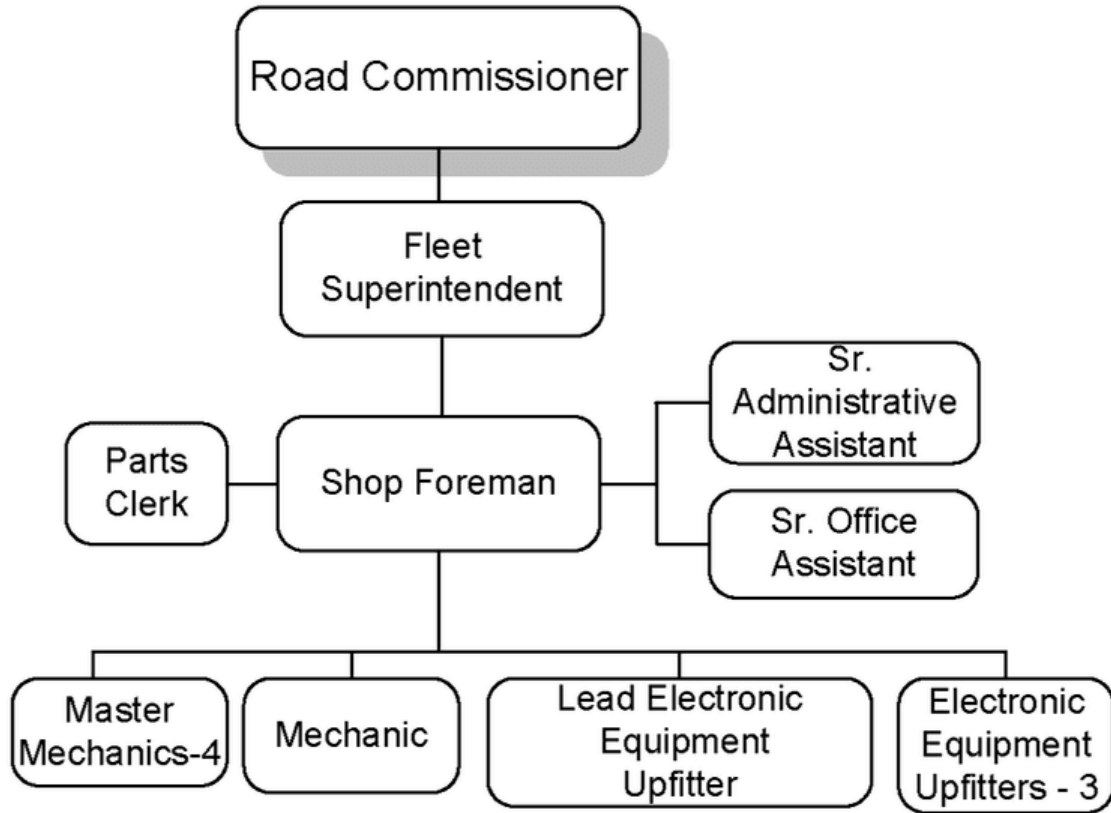 Road Commissioner
Fleet
Superintendent
Sr.
Administrative
Assistant
Parts
Clerk
Shop Foreman
Sr. Office
Assistant
Master
Mechanics-4
Mechanic
Lead Electronic
Equipment
Upfitter
Electronic
Equipment
Upfitters - 3